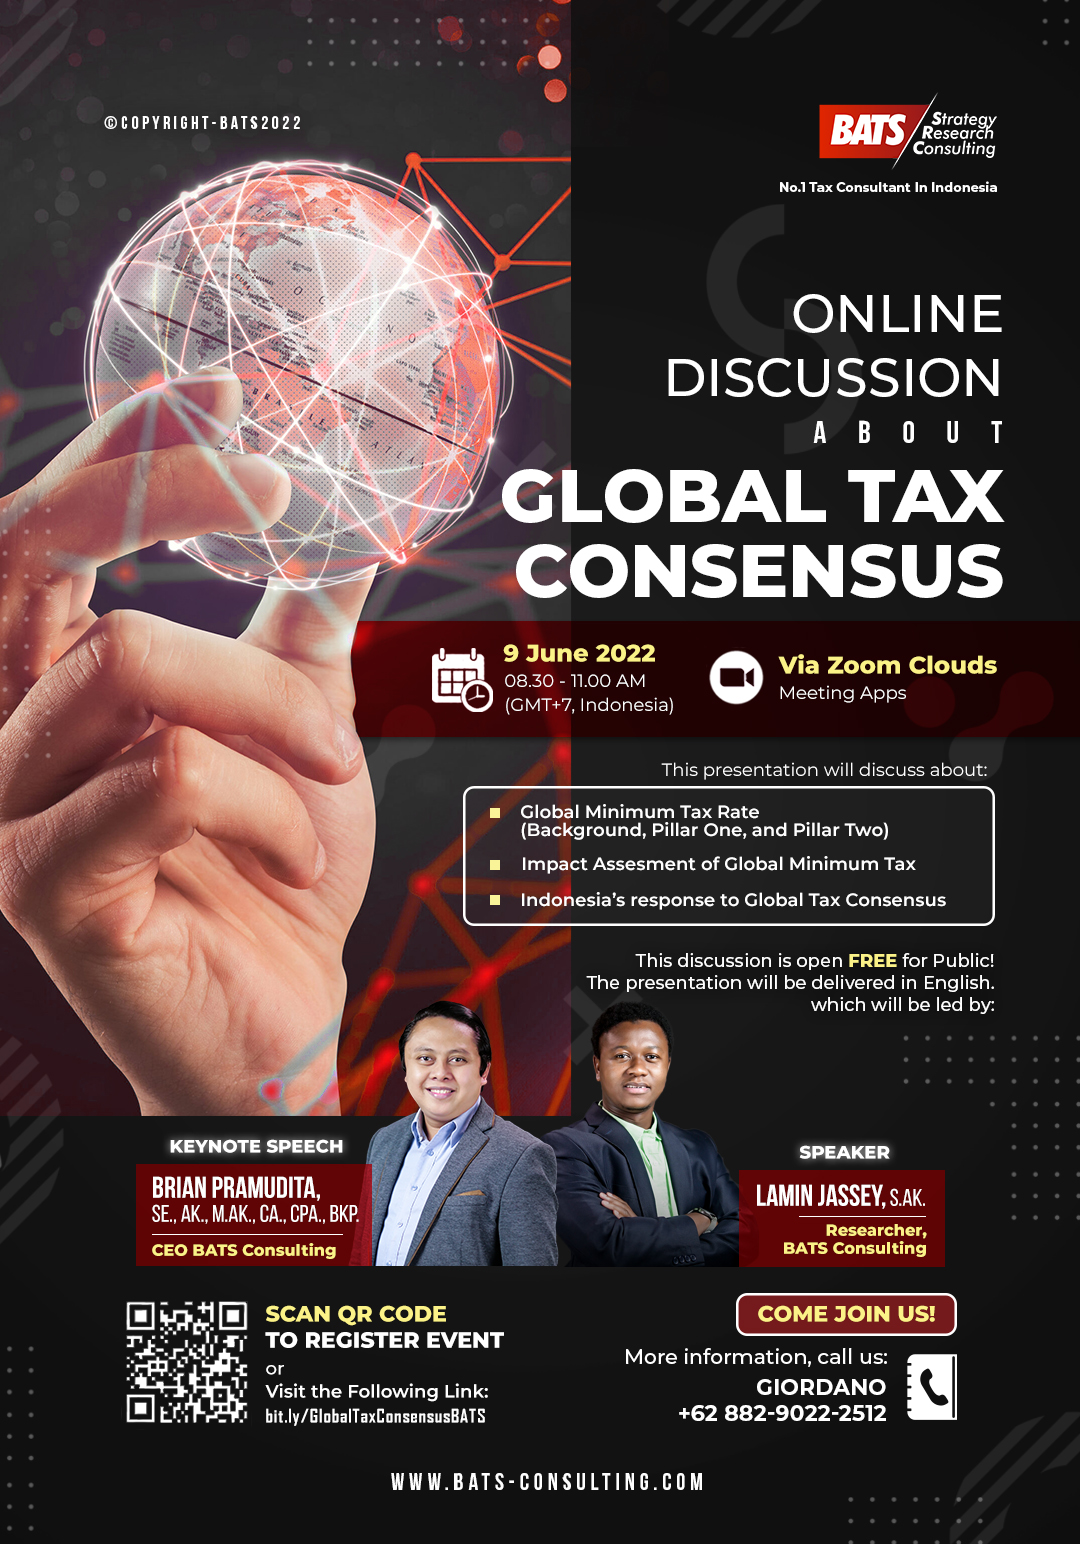 ©COPYRIGHT-BATS2022
BATS
Strategy
Research
Consulting
No.1 Tax Consultant In Indonesia
ONLINE
DISCUSSION
ABOUT
GLOBAL TAX
CONSENSUS
9 June 2022
08.30 - 11.00 AM
(GMT+7, Indonesia)
Via Zoom Clouds
Meeting Apps
This presentation will discuss about:
Global Minimum Tax Rate
(Background, Pillar One, and Pillar Two)
Impact Assesment of Global Minimum Tax
Indonesia's response to Global Tax Consensus
This discussion is open FREE for Public!
The presentation will be delivered in English.
which will be led by:
KEYNOTE SPEECH
BRIAN PRAMUDITA,
SE., AK., M.AK., CA., CPA., BKP.
CEO BATS Consulting
SPEAKER
LAMIN JASSEY, S.AK.
Researcher,
BATS Consulting
SCAN QR CODE
TO REGISTER EVENT
or
Visit the Following Link:
bit.ly/GlobalTaxConsensusBATS
COME JOIN US!
More information, call us:
GIORDANO
+62 882-9022-2512
WWW.BATS-CONSULTING.COM